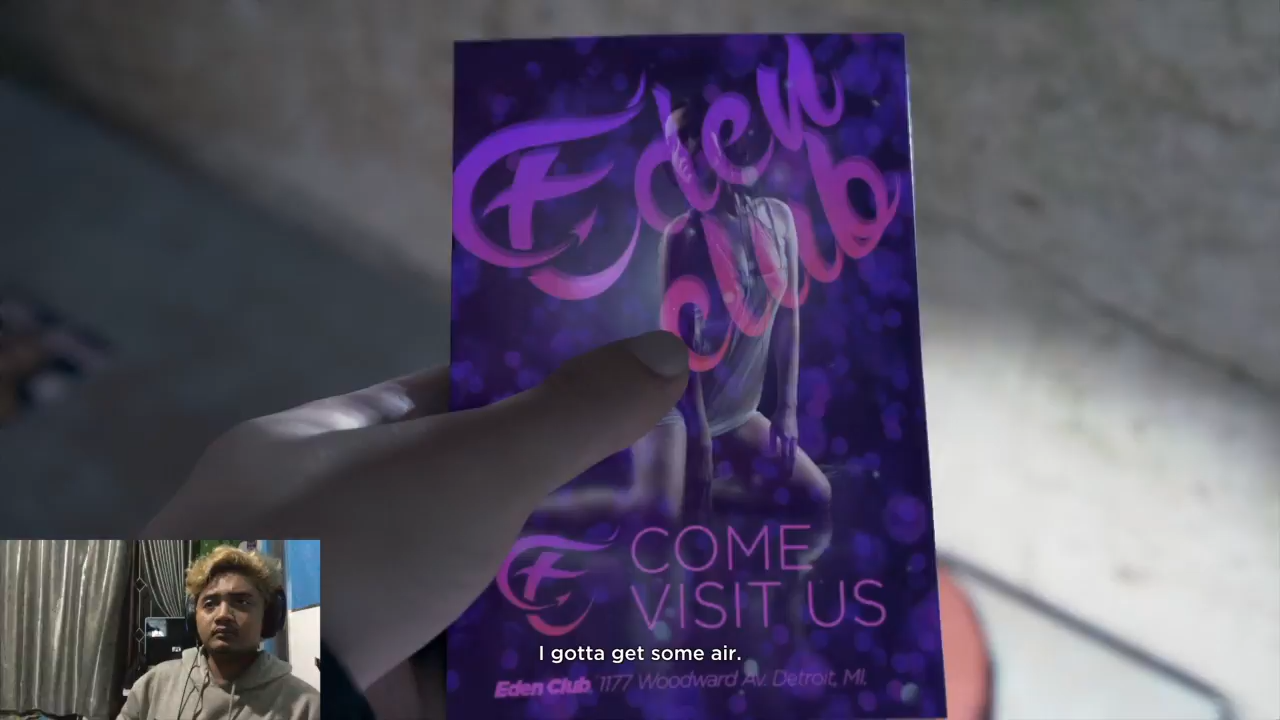 Eden
club
COME
VISIT US
I gotta get some air.
Eden Club, 1177 Woodward Av. Detroit, MI.